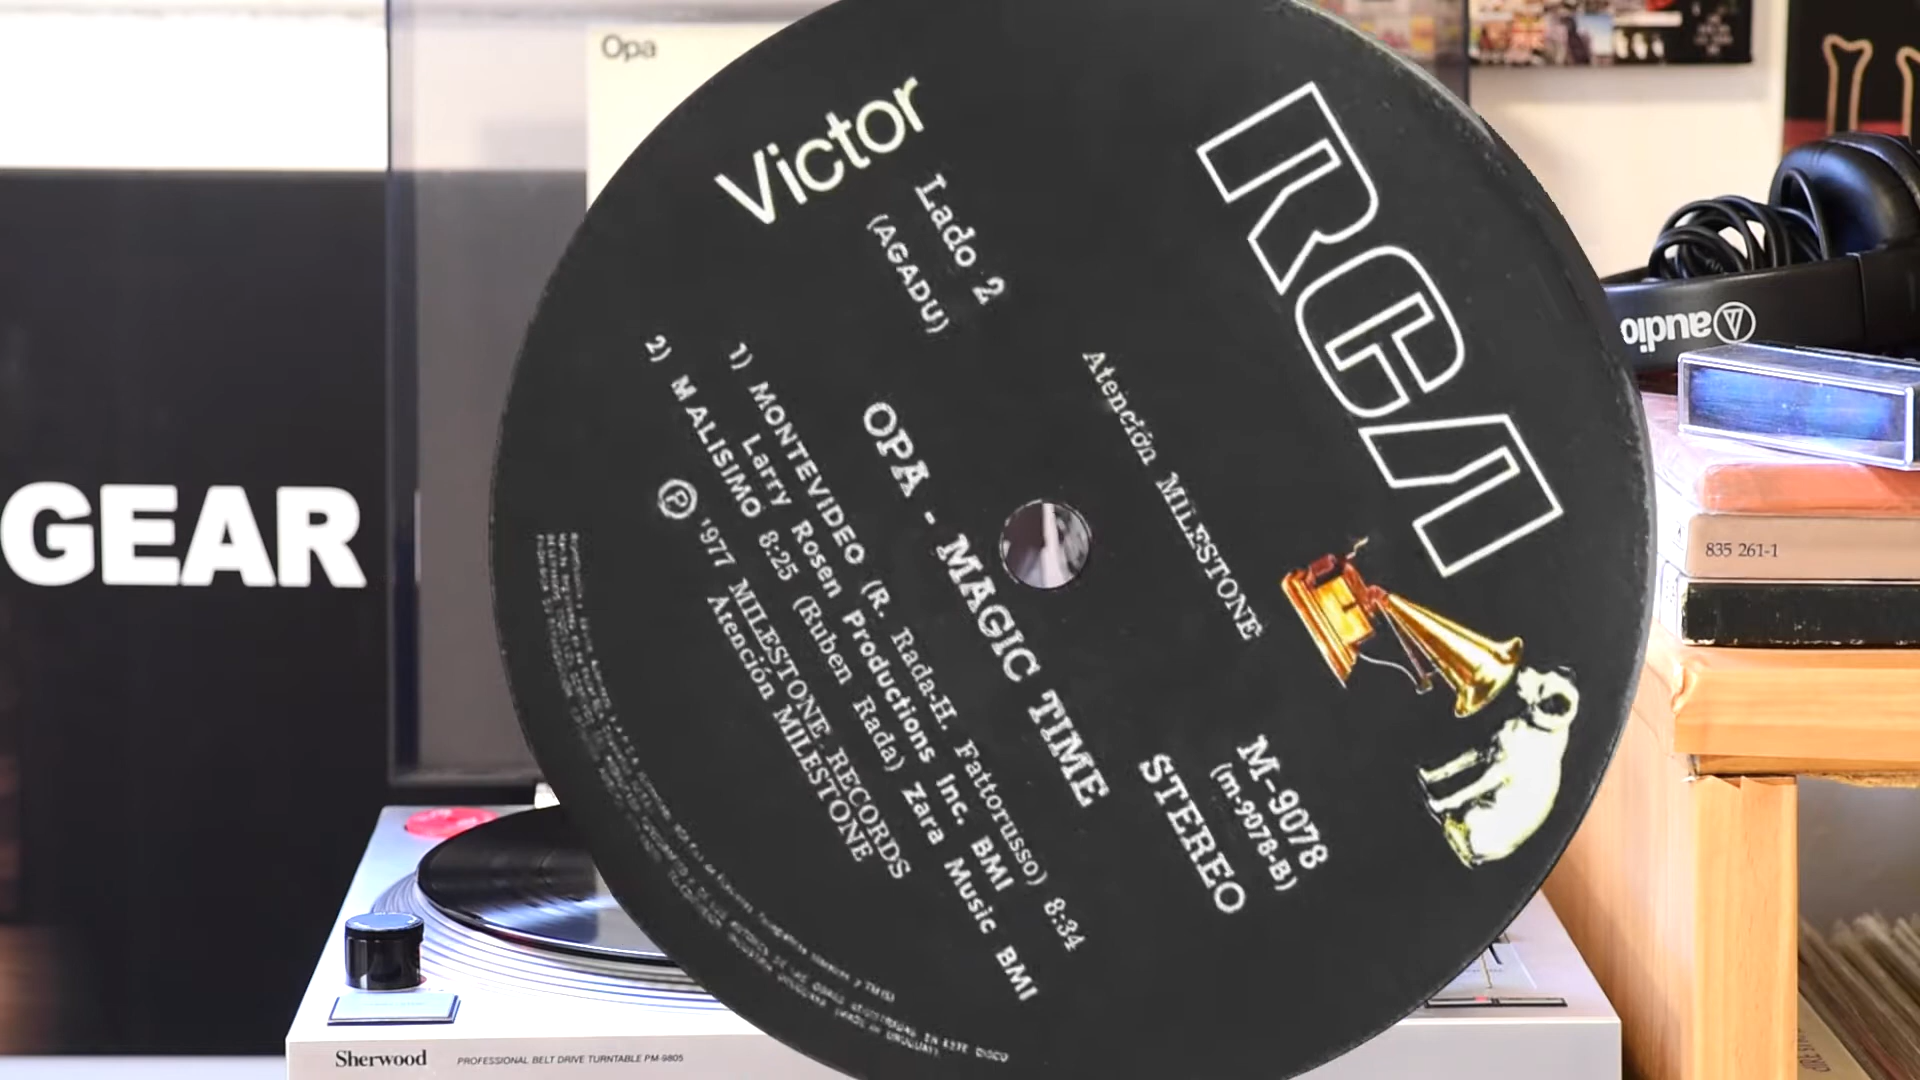 Opa
GEAR
Victor
RCA
Lado 2
(AGADU)
Atención MILESTONE
M-9078
(m-9078-B)
STEREO
OPA - MAGIC TIME
1) MONTEVIDEO (R. Rada-H. Fattorusso) 8:34
Larry Rosen Productions Inc. BMI
2) MALISIMO 8:25 (Ruben Rada) Zara Music BMI
Ⓟ 1977 MILESTONE RECORDS
Atención MILESTONE
audio
835 261-1
Sherwood
PROFESSIONAL BELT DRIVE TURNTABLE PM-9805